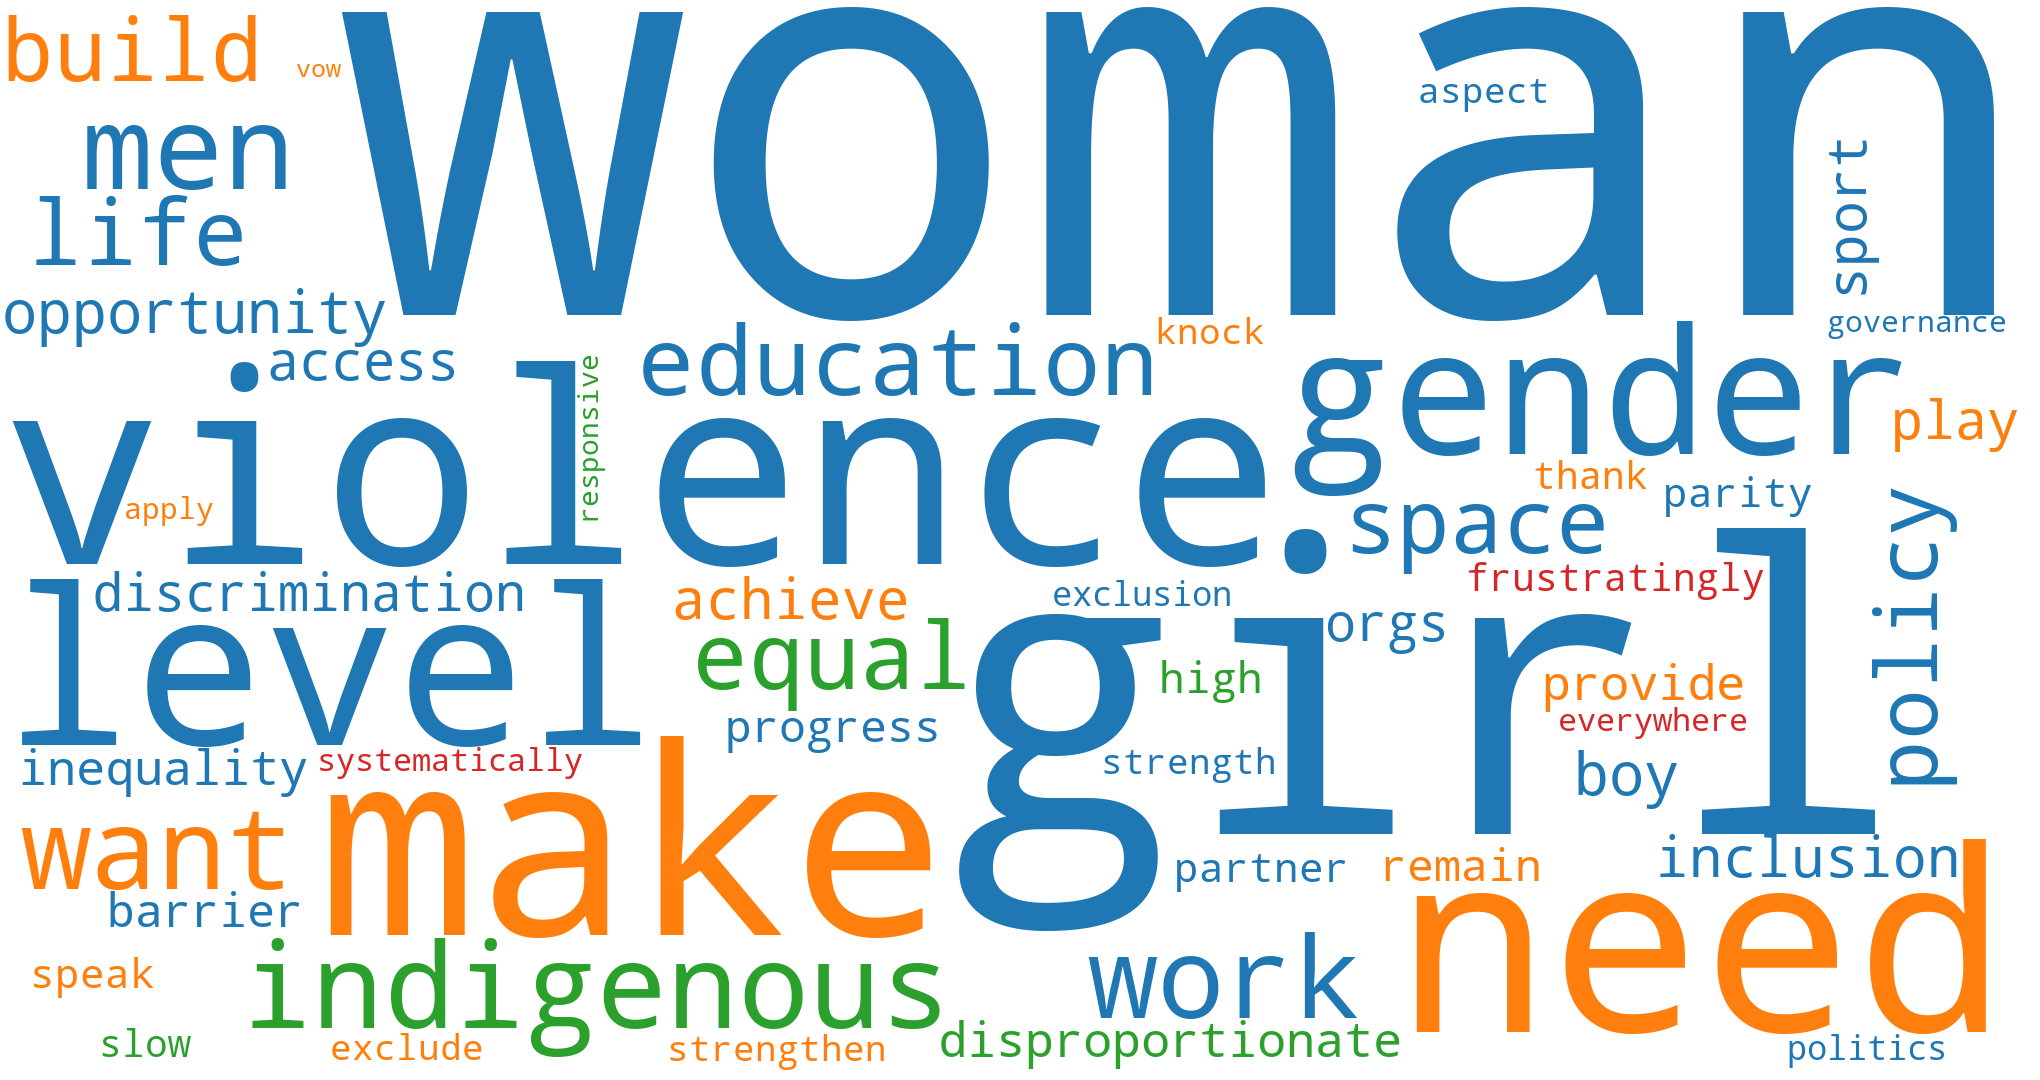 build
vow
woman
aspect
men
sport
life
opportunity
governance
knock
education
gender
access
responsive
violence
play
thank
parity
apply
space
policy
discrimination
achieve
exclusion
frustratingly
level
orgs
equal
high
girl
provide
everywhere
progress
inequality
systematically
strength
boy
want
make
partner
remain
inclusion
barrier
need
speak
indigenous
work
slow
exclude
strengthen
disproportionate
politics